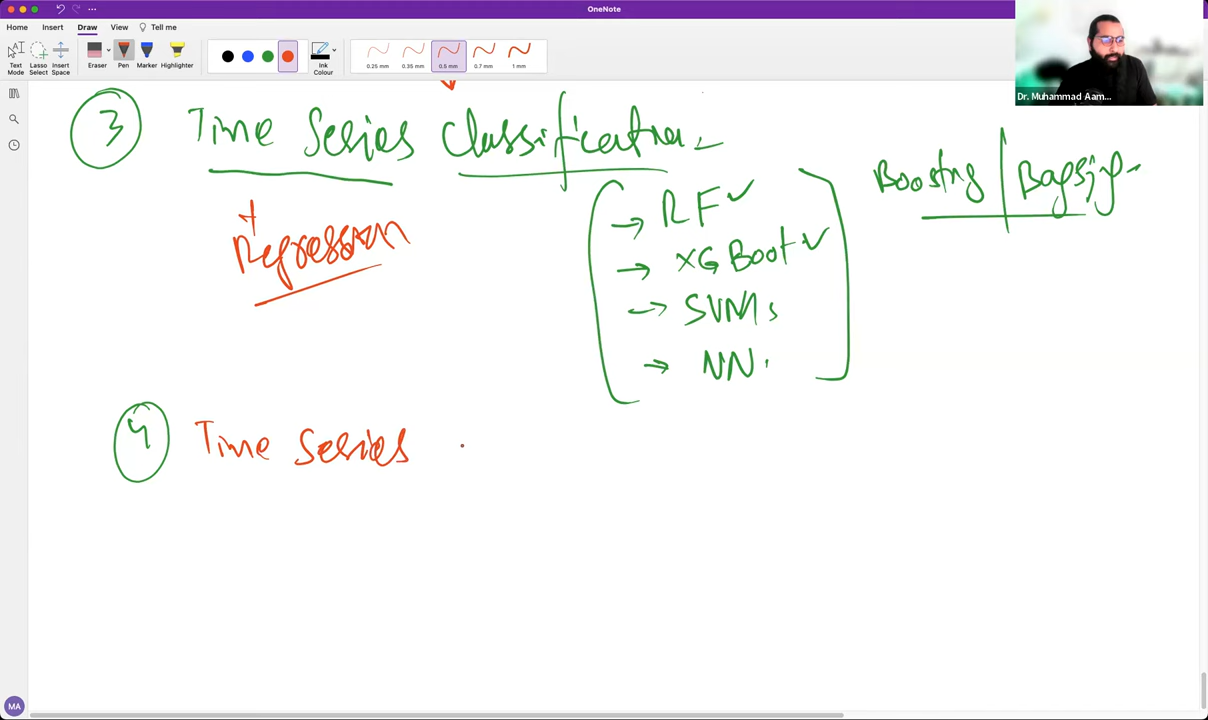 OneNote
Home Insert Draw View Tell me
Text Mode Lasso Select Insert Space Eraser Pen Marker Highlighter Ink Colour 0.25 mm 0.35 mm 0.5 mm 0.7 mm 1 mm
Dr. Muhammad Aam...
3 Time Series Classification
Boosting | Bagging
+
Regression
→ RF ✓
→ XG Boot ✓
→ SVMs
→ NN
4 Time Series
MA